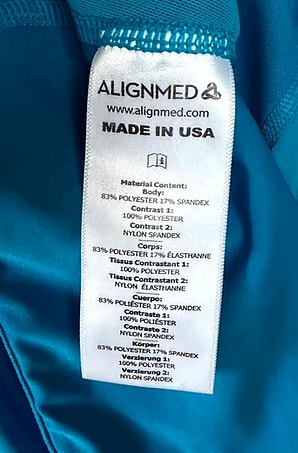 ALIGNMED
www.alignmed.com
MADE IN USA
Material Content:
Body:
83% POLYESTER 17% SPANDEX
Contrast 1:
100% POLYESTER
Contrast 2:
NYLON SPANDEX
Corps:
83% POLYESTER 17% ÉLASTHANNE
Tissus Contrastant 1:
100% POLYESTER
Tissus Contrastant 2:
NYLON ÉLASTHANNE
Cuerpo:
83% POLIÉSTER 17% SPANDEX
Contraste 1:
100% POLIÉSTER
Contraste 2:
NYLON SPANDEX
Korper:
83% POLYESTER 17% SPANDEX
Verzierung 1:
100% POLYESTER
Verzierung 2:
NYLON SPANDEX